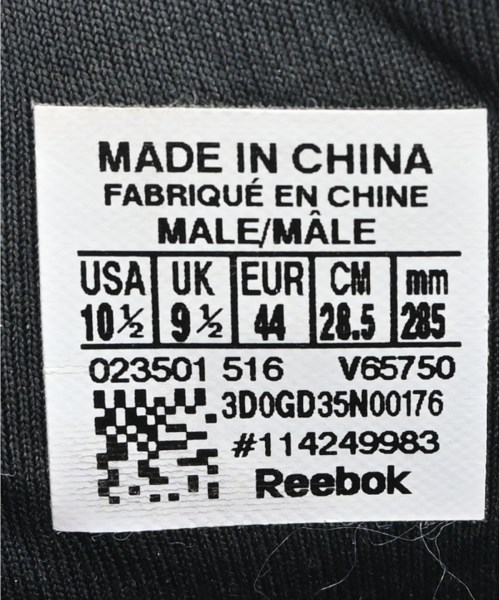 MADE IN CHINA
FABRIQUÉ EN CHINE
MALE/MÂLE
USA UK EUR CM mm
10½ 9½ 44 28.5 285
023501 516 V65750
3D0GD35N00176
#114249983
Reebok